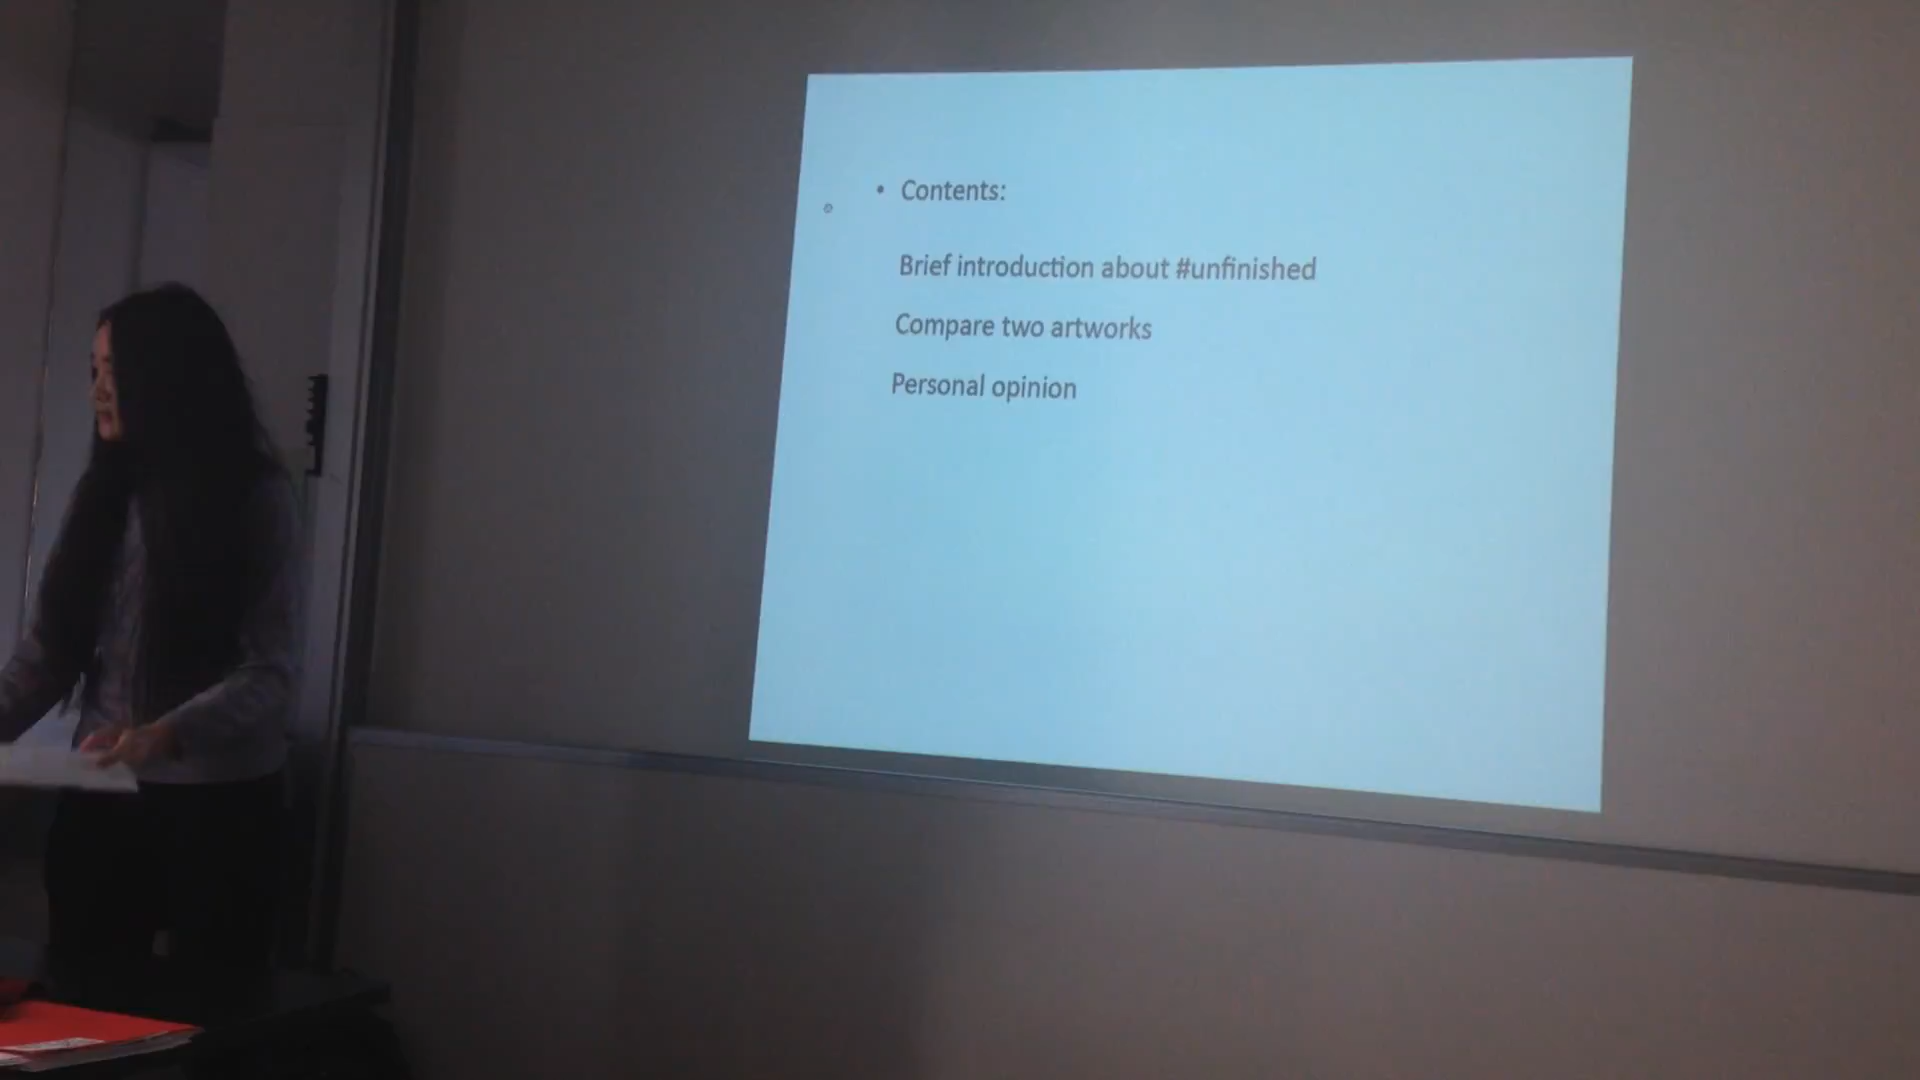 • Contents:
Brief introduction about #unfinished
Compare two artworks
Personal opinion